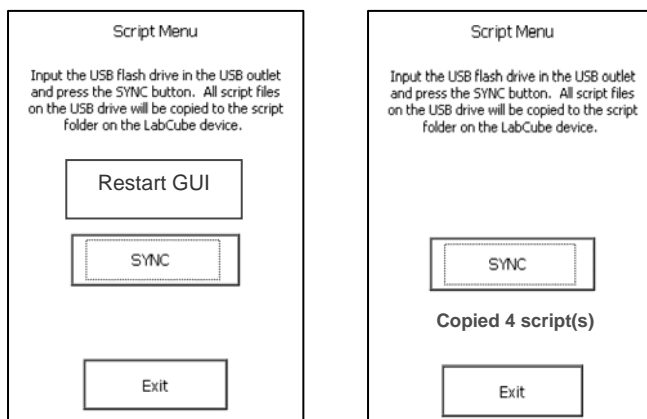 Script Menu
Input the USB flash drive in the USB outlet
and press the SYNC button.  All script files
on the USB drive will be copied to the script
folder on the LabCube device.
Restart GUI
SYNC
Exit
Script Menu
Input the USB flash drive in the USB outlet
and press the SYNC button.  All script files
on the USB drive will be copied to the script
folder on the LabCube device.
SYNC
Copied 4 script(s)
Exit